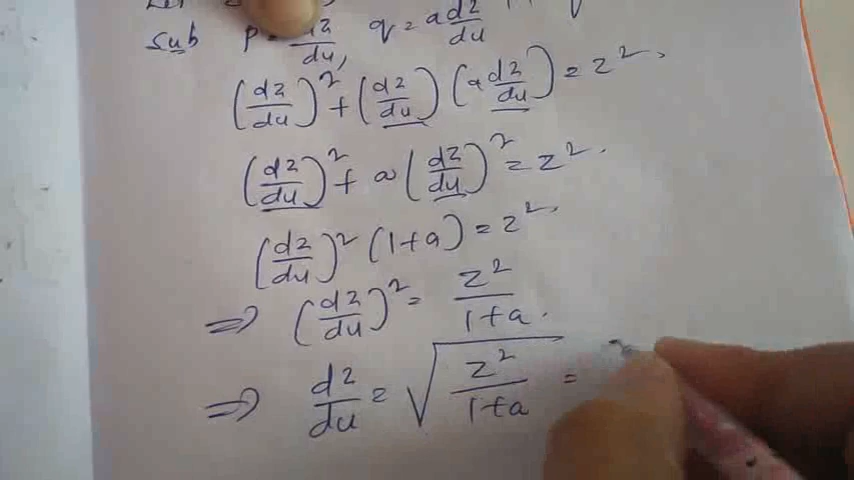 Sub p = dz/du, q = a dz/du
(dz/du)² + (dz/du) (a dz/du) = z².
(dz/du)² + a (dz/du)² = z².
(dz/du)² (1+a) = z².
⇒ (dz/du)² = z²/1+a.
⇒ dz/du = √(z²/1+a) =